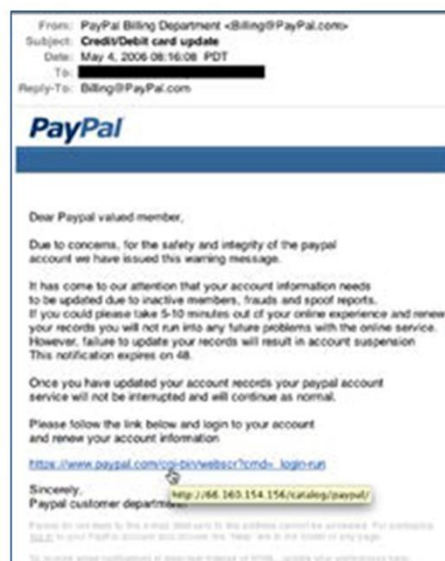 From: PayPal Billing Department <Billing@PayPal.com>
Subject: Credit/Debit card update
Date: May 4, 2006 08:16:08 PDT
To:
Reply-To: Billing@PayPal.com
PayPal
Dear Paypal valued member,
Due to concerns, for the safety and integrity of the paypal
account we have issued this warning message.
It has come to our attention that your account information needs
to be updated due to inactive members, frauds and spoof reports.
If you could please take 5-10 minutes out of your online experience and renew
your records you will not run into any future problems with the online service.
However, failure to update your records will result in account suspension
This notification expires on 48.
Once you have updated your account records your paypal account
service will not be interrupted and will continue as normal.
Please follow the link below and login to your account
and renew your account information
https://www.paypal.com/cgi-bin/webscr?cmd=_login-run
http://66.160.154.156/catalog/paypal/
Sincerely,
Paypal customer department